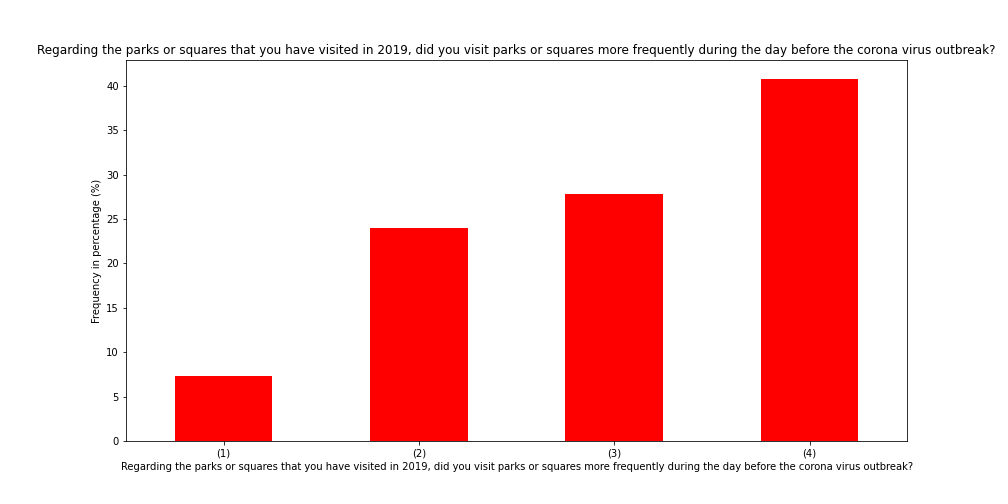 Regarding the parks or squares that you have visited in 2019, did you visit parks or squares more frequently during the day before the corona virus outbreak?
40
35
30
25
20
15
10
5
0
Frequency in percentage (%)
(1) (2) (3) (4)
Regarding the parks or squares that you have visited in 2019, did you visit parks or squares more frequently during the day before the corona virus outbreak?